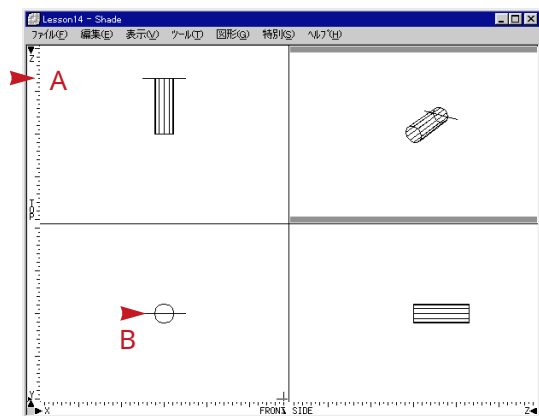 Lesson14 - Shade
ファイル(F) 編集(E) 表示(V) ツール(T) 図形(G) 特別(S) ヘルプ(H)
Z
A
TOP
B
Y
X FRONT SIDE Z